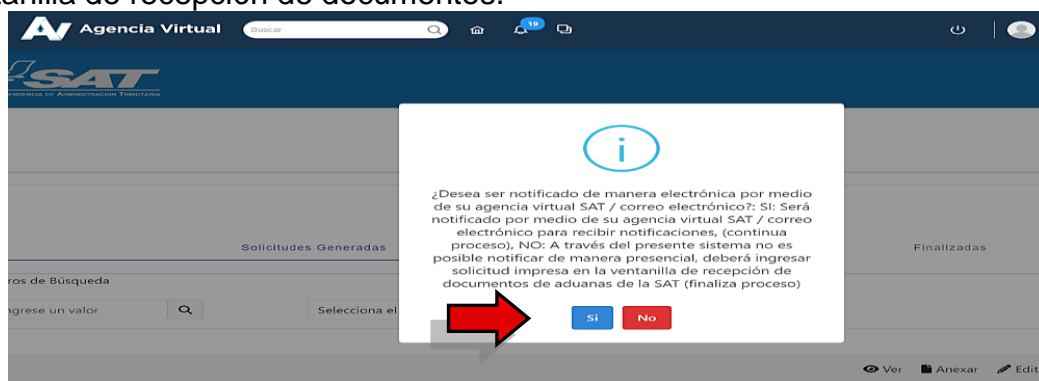 de recepción de documentos.
Agencia Virtual
Buscar
19
SAT
¿Desea ser notificado de manera electrónica por medio
de su agencia virtual SAT / correo electrónico?: SI: Será
notificado por medio de su agencia virtual SAT / correo
electrónico para recibir notificaciones, (continua
proceso), NO: A través del presente sistema no es
posible notificar de manera presencial, deberá ingresar
solicitud impresa en la ventanilla de recepción de
documentos de aduanas de la SAT (finaliza proceso)
Si No
Solicitudes Generadas
Finalizadas
ros de Búsqueda
ngrese un valor
Selecciona el
Ver Anexar Edit